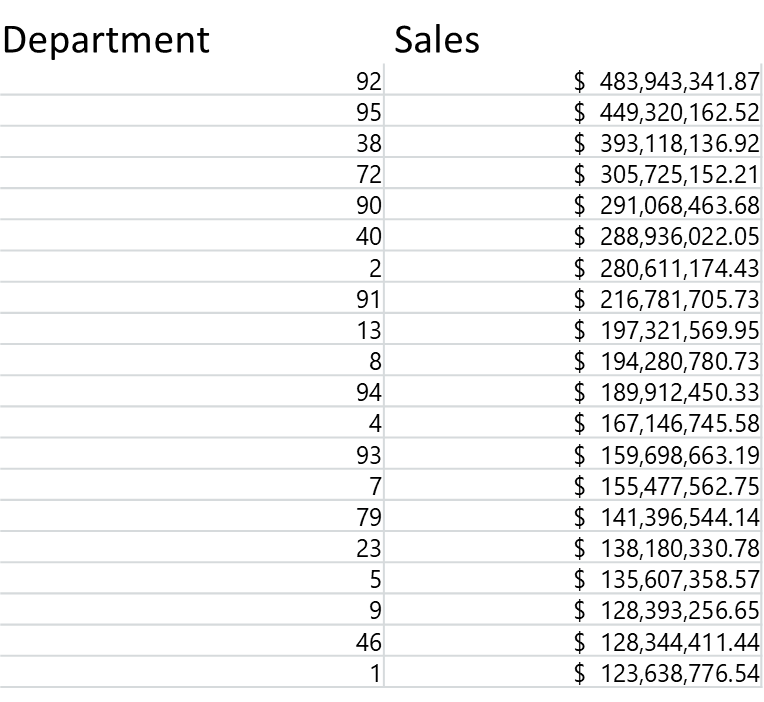 Department Sales
92 $ 483,943,341.87
95 $ 449,320,162.52
38 $ 393,118,136.92
72 $ 305,725,152.21
90 $ 291,068,463.68
40 $ 288,936,022.05
2 $ 280,611,174.43
91 $ 216,781,705.73
13 $ 197,321,569.95
8 $ 194,280,780.73
94 $ 189,912,450.33
4 $ 167,146,745.58
93 $ 159,698,663.19
7 $ 155,477,562.75
79 $ 141,396,544.14
23 $ 138,180,330.78
5 $ 135,607,358.57
9 $ 128,393,256.65
46 $ 128,344,411.44
1 $ 123,638,776.54